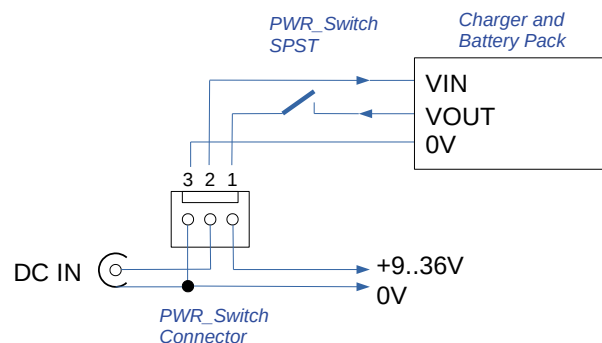 PWR_Switch
SPST
Charger and
Battery Pack
VIN
VOUT
0V
3 2 1
DC IN
+9..36V
0V
PWR_Switch
Connector